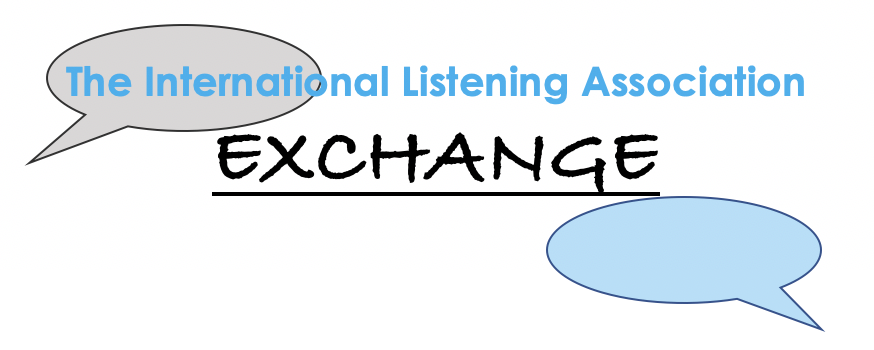 The International Listening Association
EXCHANGE